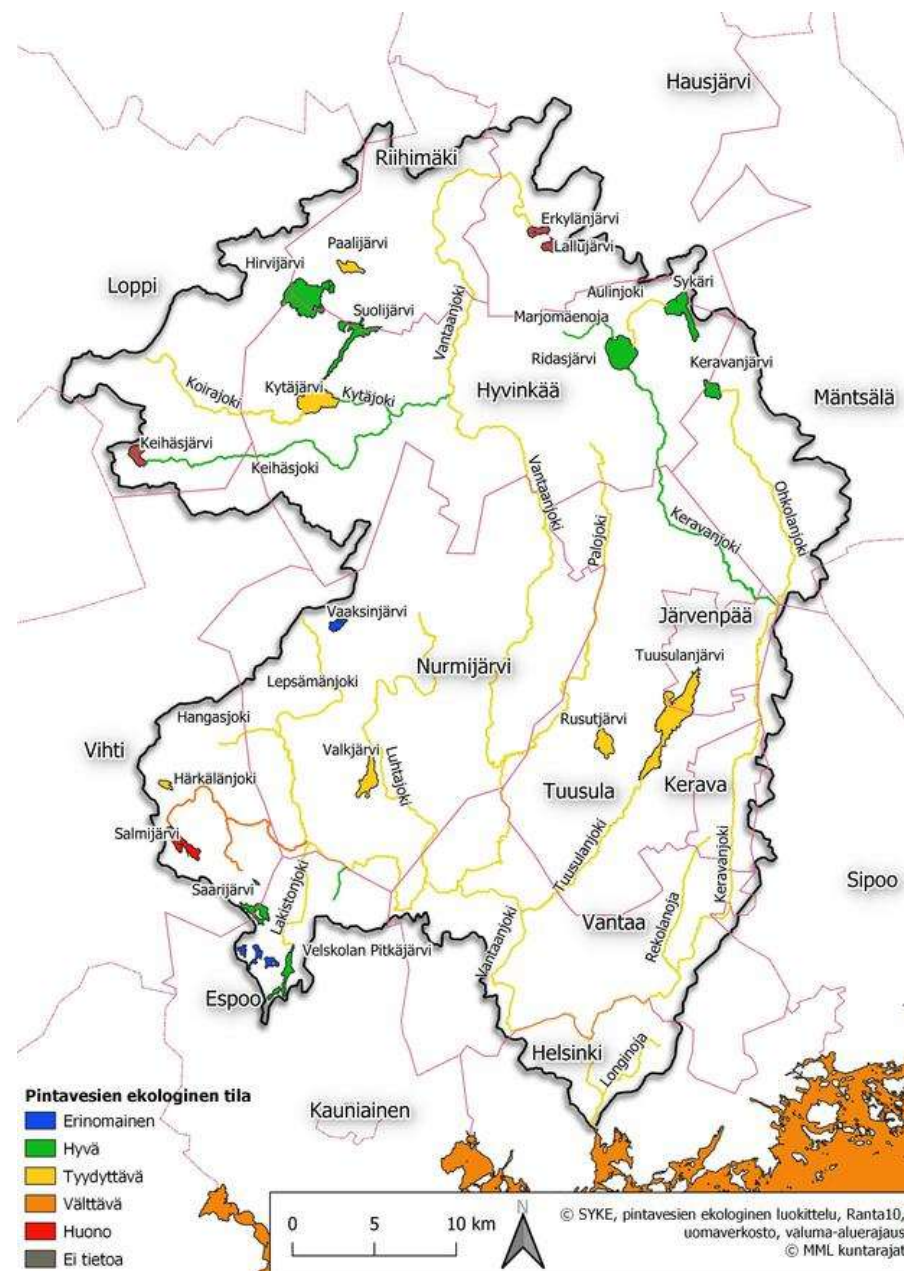 Hausjärvi
Riihimäki
Erkylänjärvi
Lallujärvi
Paalijärvi
Hirvijärvi
Loppi
Suolijärvi
Vantaanjoki
Aulinjoki
Sykäri
Marjomäenoja
Ridasjärvi
Keravanjärvi
Koirajoki
Kytäjärvi
Kytäjoki
Hyvinkää
Mäntsälä
Keihäsjärvi
Keihäsjoki
Vantaanjoki
Palojoki
Keravanjoki
Ohkolanjoki
Vaaksinjärvi
Järvenpää
Nurmijärvi
Tuusulanjärvi
Lepsämänjoki
Hangasjoki
Rusutjärvi
Vihti
Valkjärvi
Luhtajoki
Härkälänjoki
Tuusula
Kerava
Salmijärvi
Tuusulanjoki
Keravanjoki
Sipoo
Saarijärvi
Lakistonjoki
Vantaa
Rekolanoja
Velskolan Pitkäjärvi
Vantaanjoki
Espoo
Helsinki
Longinoja
Kauniainen
Pintavesien ekologinen tila
Erinomainen
Hyvä
Tyydyttävä
Välttävä
Huono
Ei tietoa
0 5 10 km
N
© SYKE, pintavesien ekologinen luokittelu, Ranta10,
uomaverkosto, valuma-aluerajaus
© MML kuntarajat